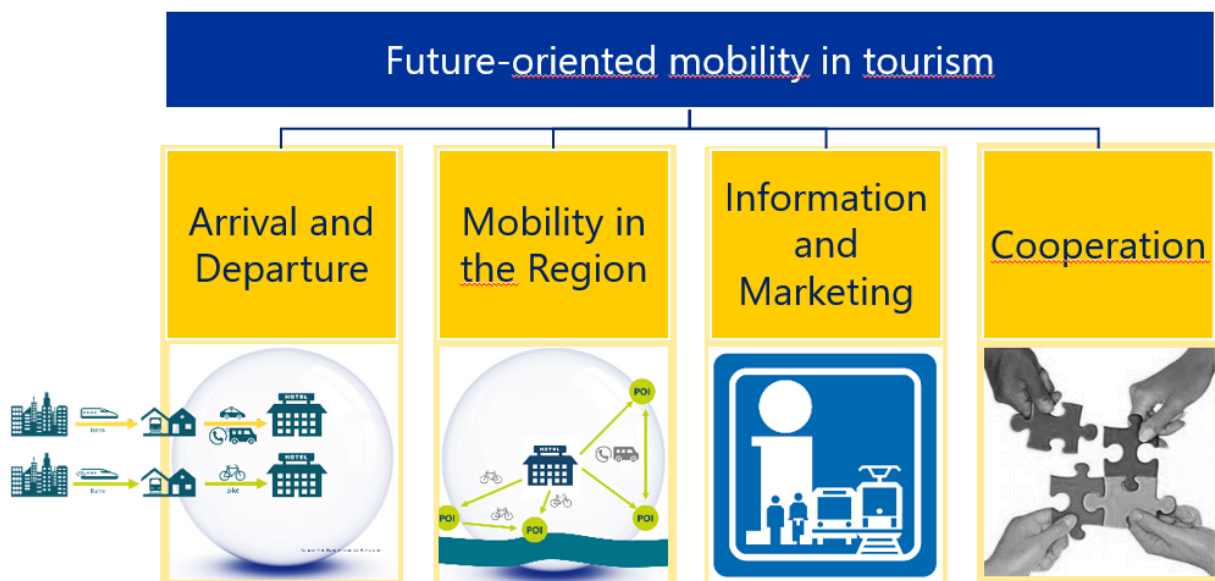 Future-oriented mobility in tourism
Arrival and
Departure
Mobility in
the Region
Information
and
Marketing
Cooperation
HOTEL
HOTEL
Bike
POI
POI
POI
POI